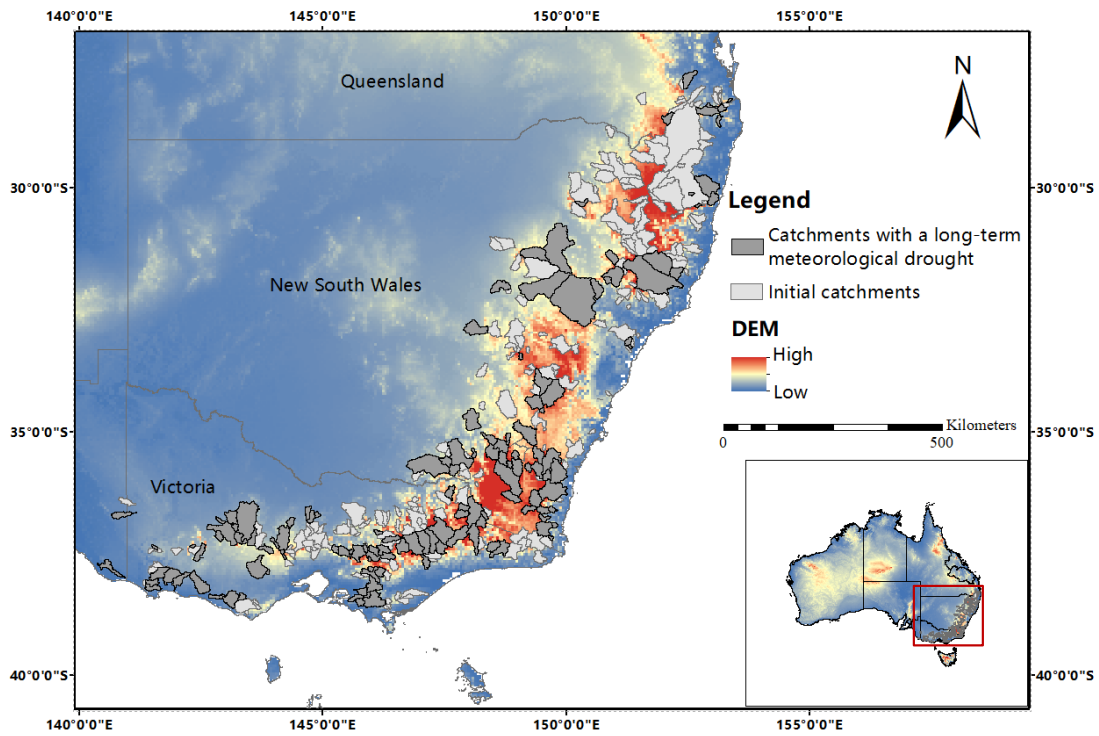 140°0'0"E 145°0'0"E 150°0'0"E 155°0'0"E
N
Queensland
30°0'0"S 30°0'0"S
Legend
Catchments with a long-term
meteorological drought
New South Wales
Initial catchments
DEM
High
Low
Kilometers
0 500
35°0'0"S 35°0'0"S
Victoria
40°0'0"S 40°0'0"S
140°0'0"E 145°0'0"E 150°0'0"E 155°0'0"E